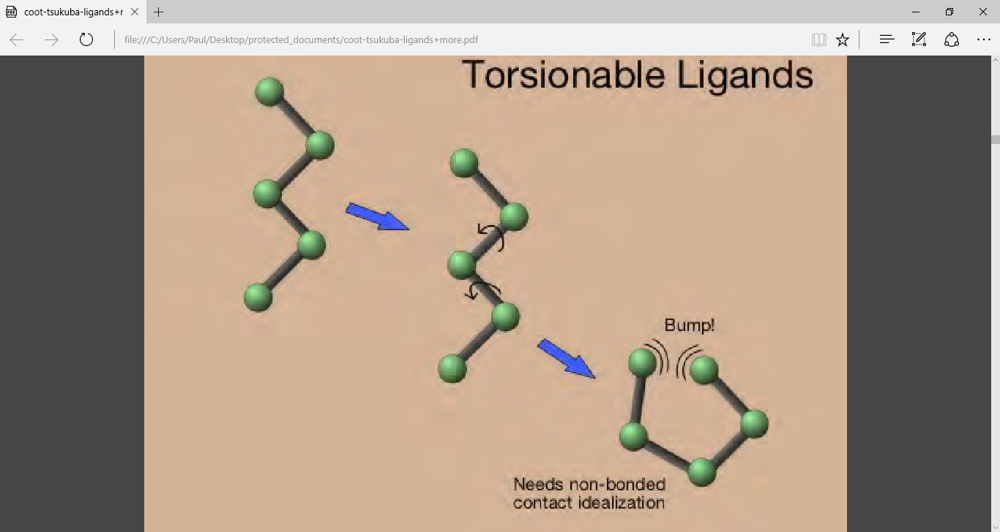 coot-tsukuba-ligands+r
file:///C:/Users/Paul/Desktop/protected_documents/coot-tsukuba-ligands+more.pdf
Torsionable Ligands
Bump!
Needs non-bonded
contact idealization